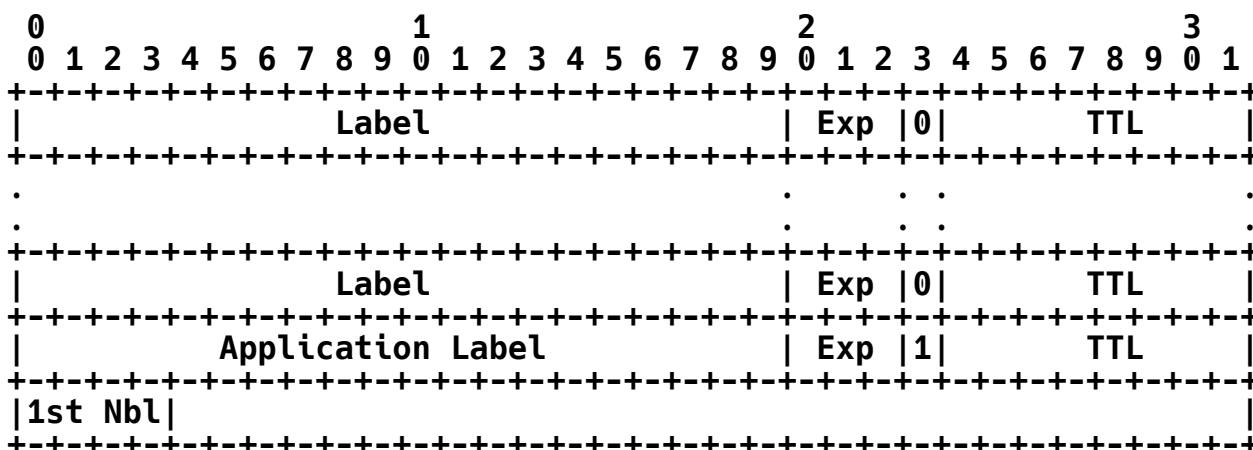 0                   1                   2                   3
 0 1 2 3 4 5 6 7 8 9 0 1 2 3 4 5 6 7 8 9 0 1 2 3 4 5 6 7 8 9 0 1
+-+-+-+-+-+-+-+-+-+-+-+-+-+-+-+-+-+-+-+-+-+-+-+-+-+-+-+-+-+-+-+-+
|                Label                  | Exp |0|       TTL     |
+-+-+-+-+-+-+-+-+-+-+-+-+-+-+-+-+-+-+-+-+-+-+-+-+-+-+-+-+-+-+-+-+
.                                       .     . .               .
.                                       .     . .               .
+-+-+-+-+-+-+-+-+-+-+-+-+-+-+-+-+-+-+-+-+-+-+-+-+-+-+-+-+-+-+-+-+
|                Label                  | Exp |0|       TTL     |
+-+-+-+-+-+-+-+-+-+-+-+-+-+-+-+-+-+-+-+-+-+-+-+-+-+-+-+-+-+-+-+-+
|          Application Label            | Exp |1|       TTL     |
+-+-+-+-+-+-+-+-+-+-+-+-+-+-+-+-+-+-+-+-+-+-+-+-+-+-+-+-+-+-+-+-+
|1st Nbl|                                                       |
+-+-+-+-+-+-+-+-+-+-+-+-+-+-+-+-+-+-+-+-+-+-+-+-+-+-+-+-+-+-+-+-+